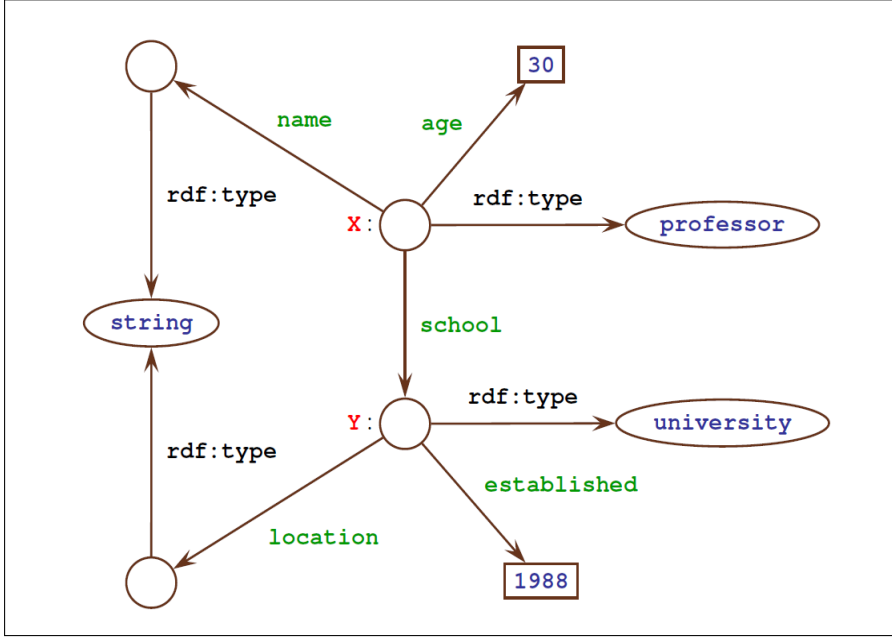 30
name
age
rdf:type
rdf:type
X:
professor
string
school
rdf:type
Y:
university
rdf:type
established
location
1988